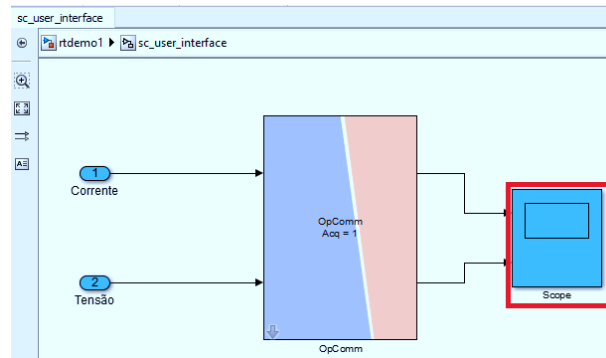 sc_user_interface
rtdemo1 sc_user_interface
1
Corrente
OpComm
Acq = 1
2
Tensão
Scope
OpComm